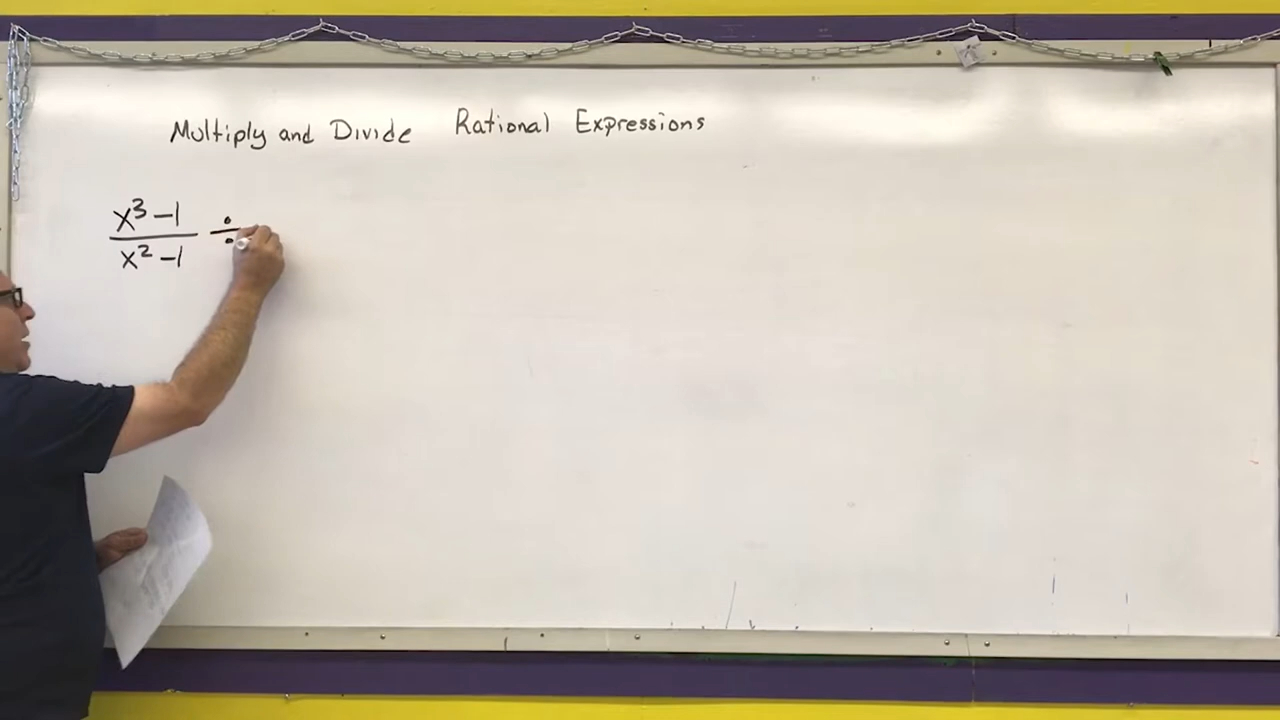 Multiply and Divide Rational Expressions
x³ -1
x² -1
÷